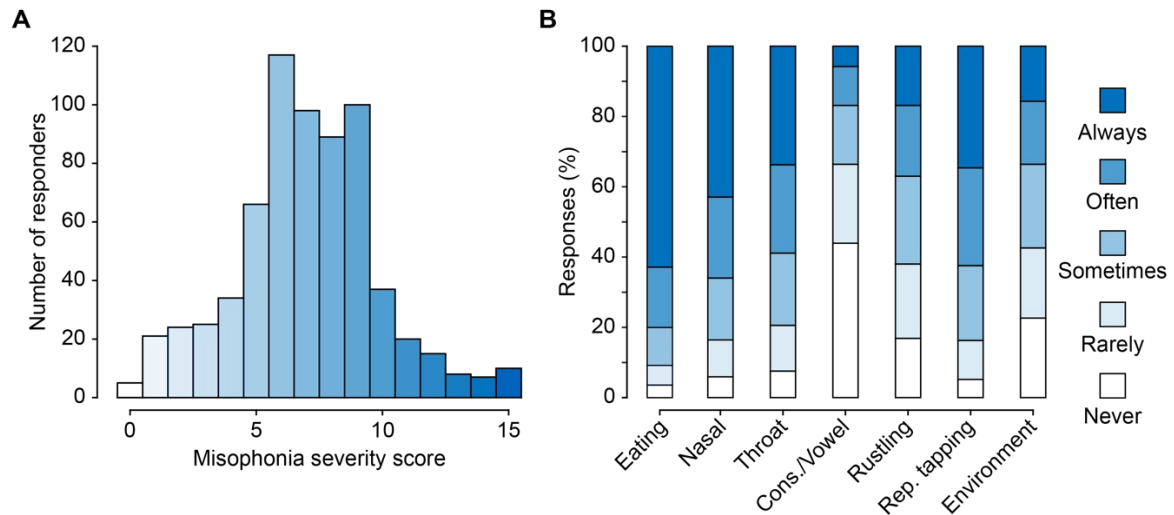 A
Number of responders
120
100
80
60
40
20
0
0 5 10 15
Misophonia severity score
B
Responses (%)
100
80
60
40
20
0
Eating
Nasal
Throat
Cons./Vowel
Rustling
Rep. tapping
Environment
Always
Often
Sometimes
Rarely
Never